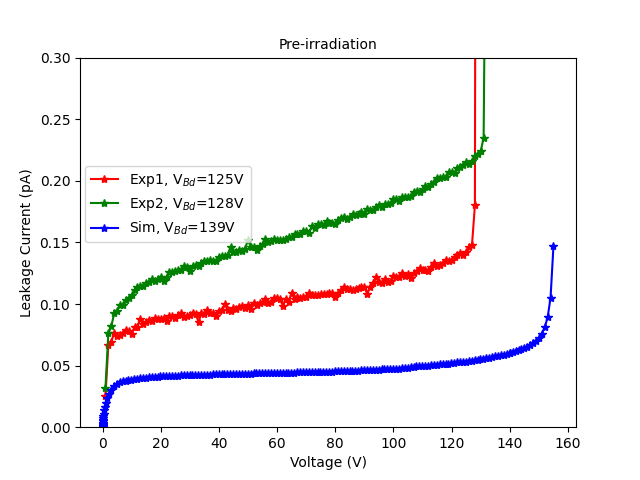 Pre-irradiation
Leakage Current (pA)
0.30
0.25
0.20
0.15
0.10
0.05
0.00
Exp1, V_Bd=125V
Exp2, V_Bd=128V
Sim, V_Bd=139V
0 20 40 60 80 100 120 140 160
Voltage (V)